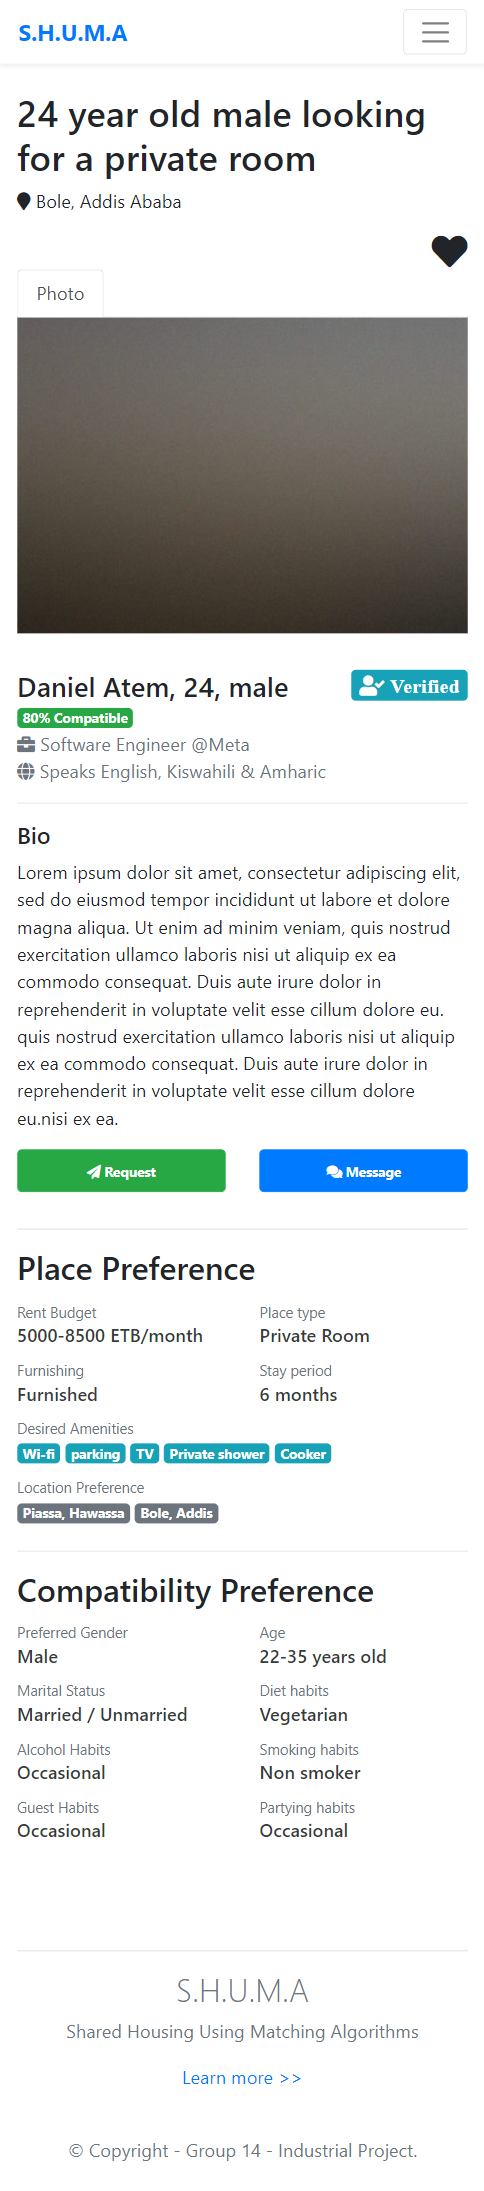 S.H.U.M.A
24 year old male looking
for a private room
Bole, Addis Ababa
Photo
Daniel Atem, 24, male
Verified
80% Compatible
Software Engineer @Meta
Speaks English, Kiswahili & Amharic
Bio
Lorem ipsum dolor sit amet, consectetur adipiscing elit,
sed do eiusmod tempor incididunt ut labore et dolore
magna aliqua. Ut enim ad minim veniam, quis nostrud
exercitation ullamco laboris nisi ut aliquip ex ea
commodo consequat. Duis aute irure dolor in
reprehenderit in voluptate velit esse cillum dolore eu.
quis nostrud exercitation ullamco laboris nisi ut aliquip
ex ea commodo consequat. Duis aute irure dolor in
reprehenderit in voluptate velit esse cillum dolore
eu.nisi ex ea.
Request
Message
Place Preference
Rent Budget
5000-8500 ETB/month
Place type
Private Room
Furnishing
Furnished
Stay period
6 months
Desired Amenities
Wi-fi parking TV Private shower Cooker
Location Preference
Piassa, Hawassa Bole, Addis
Compatibility Preference
Preferred Gender
Male
Age
22-35 years old
Marital Status
Married / Unmarried
Diet habits
Vegetarian
Alcohol Habits
Occasional
Smoking habits
Non smoker
Guest Habits
Occasional
Partying habits
Occasional
S.H.U.M.A
Shared Housing Using Matching Algorithms
Learn more >>
© Copyright - Group 14 - Industrial Project.